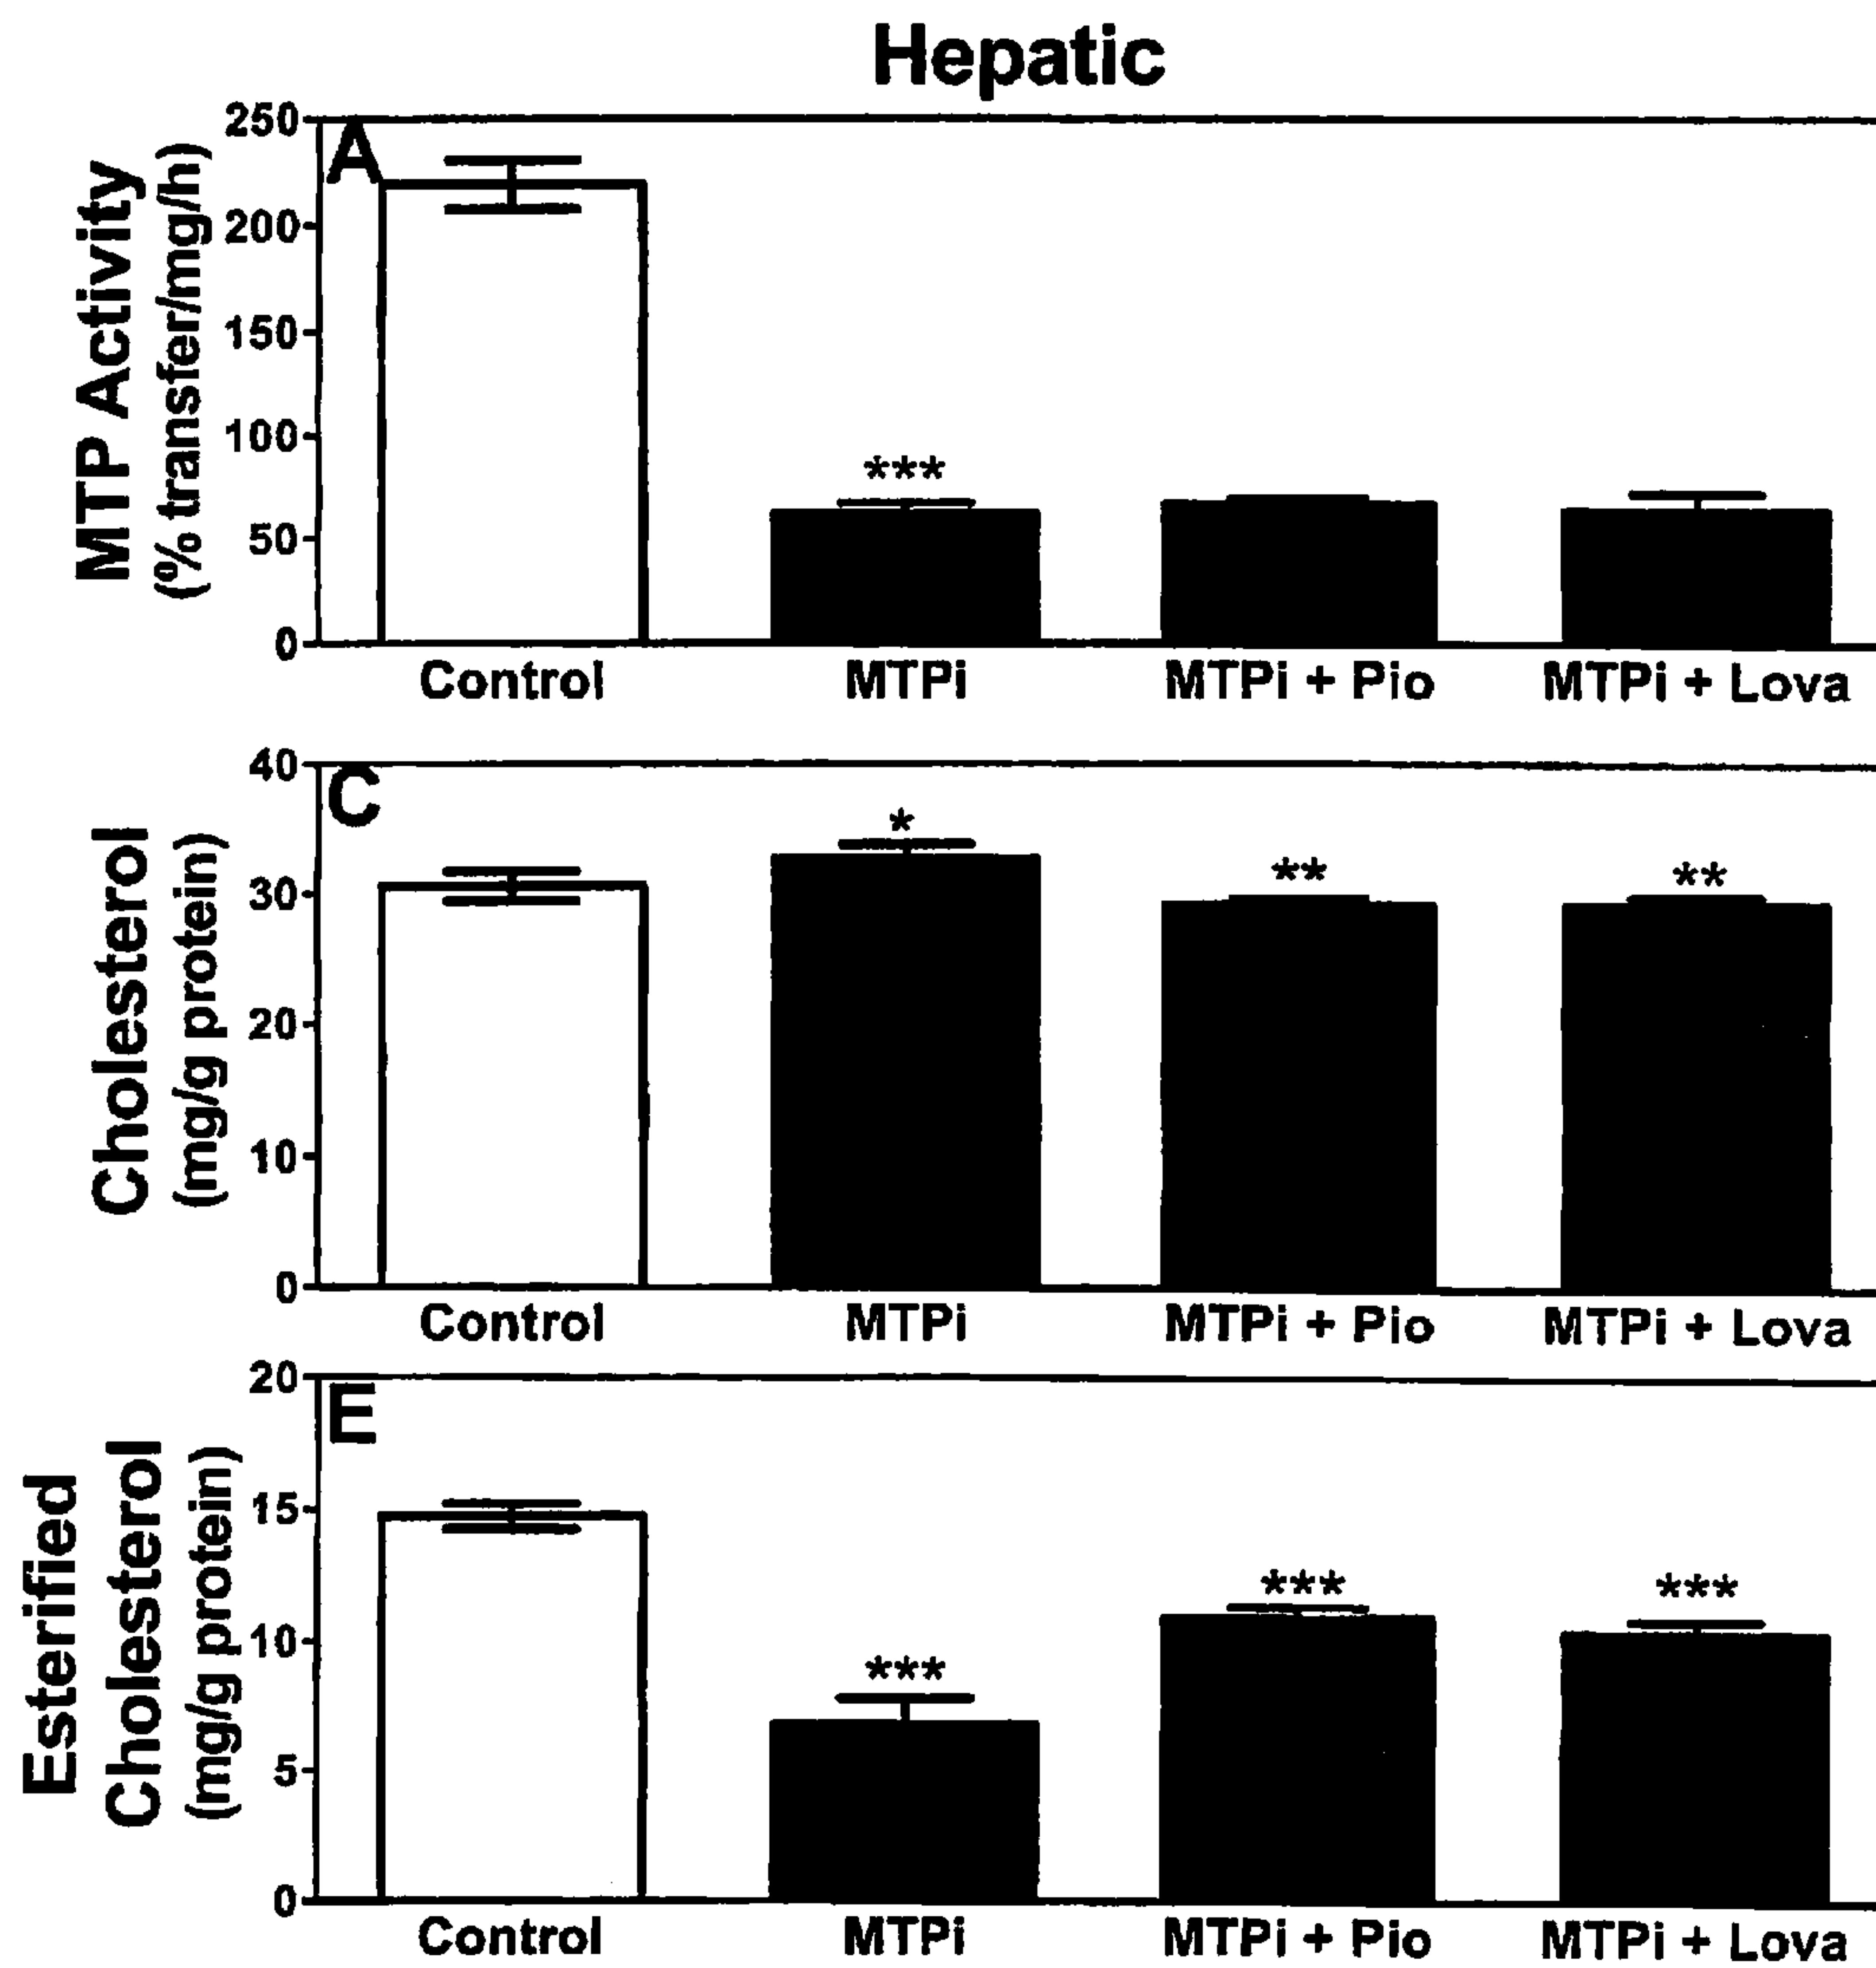 Hepatic
A
MTP Activity
(% transfer/mg/h)
250
200
150
100
50
0
***
Control MTPi MTPi + Pio MTPi + Lova
C
Cholesterol
(mg/g protein)
40
30
20
10
0
* ** **
Control MTPi MTPi + Pio MTPi + Lova
E
Esterified
Cholesterol
(mg/g protein)
20
15
10
5
0
*** *** ***
Control MTPi MTPi + Pio MTPi + Lova